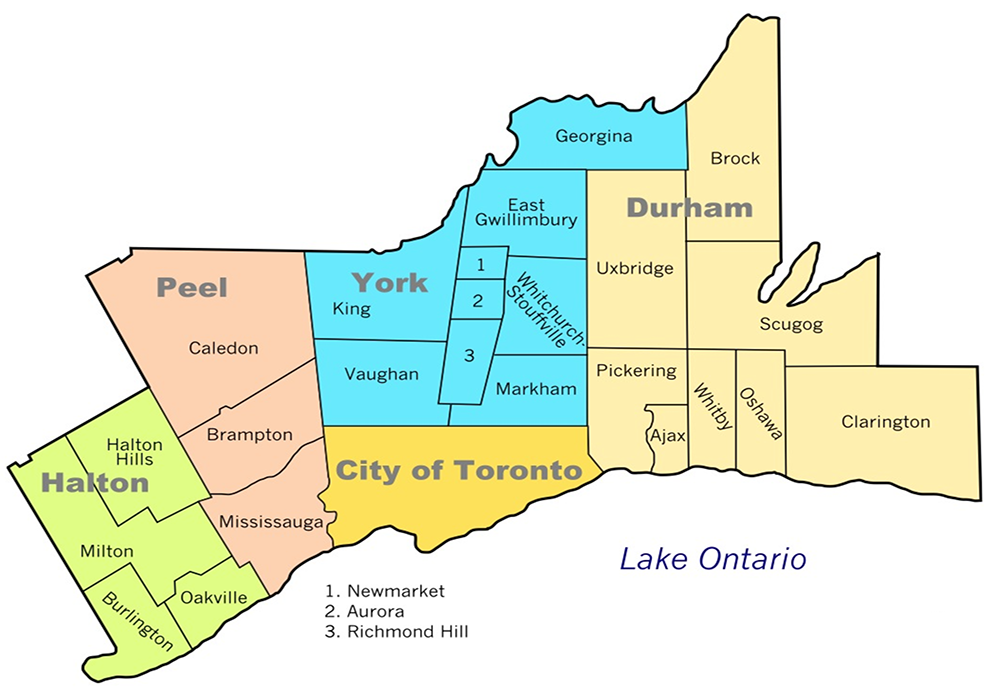 Georgina
Brock
East
Gwillimbury
Durham
Peel
York
1
Uxbridge
Whitchurch-
Stouffville
2
King
Scugog
Caledon
3
Vaughan
Markham
Pickering
Whitby
Oshawa
Clarington
Brampton
Ajax
Halton
Hills
City of Toronto
Halton
Mississauga
Milton
Lake Ontario
Oakville
Burlington
1. Newmarket
2. Aurora
3. Richmond Hill